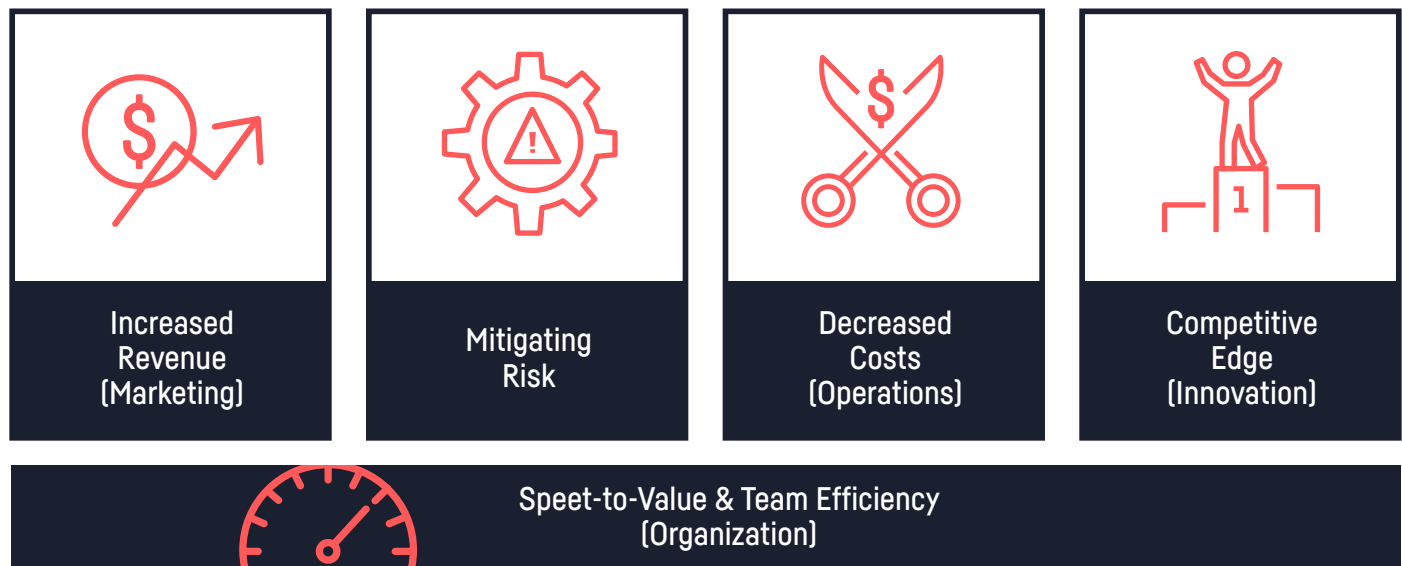 $
!
$
1
Increased
Revenue
(Marketing)
Mitigating
Risk
Decreased
Costs
(Operations)
Competitive
Edge
(Innovation)
Speet-to-Value & Team Efficiency
(Organization)